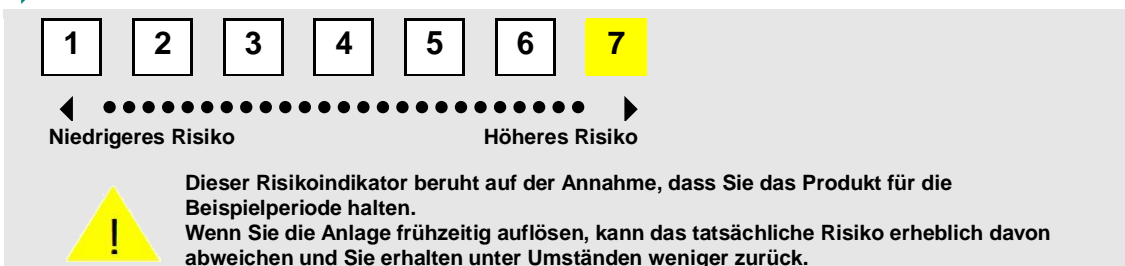 1 2 3 4 5 6 7
Niedrigeres Risiko Höheres Risiko
Dieser Risikoindikator beruht auf der Annahme, dass Sie das Produkt für die
Beispielperiode halten.
! Wenn Sie die Anlage frühzeitig auflösen, kann das tatsächliche Risiko erheblich davon
abweichen und Sie erhalten unter Umständen weniger zurück.